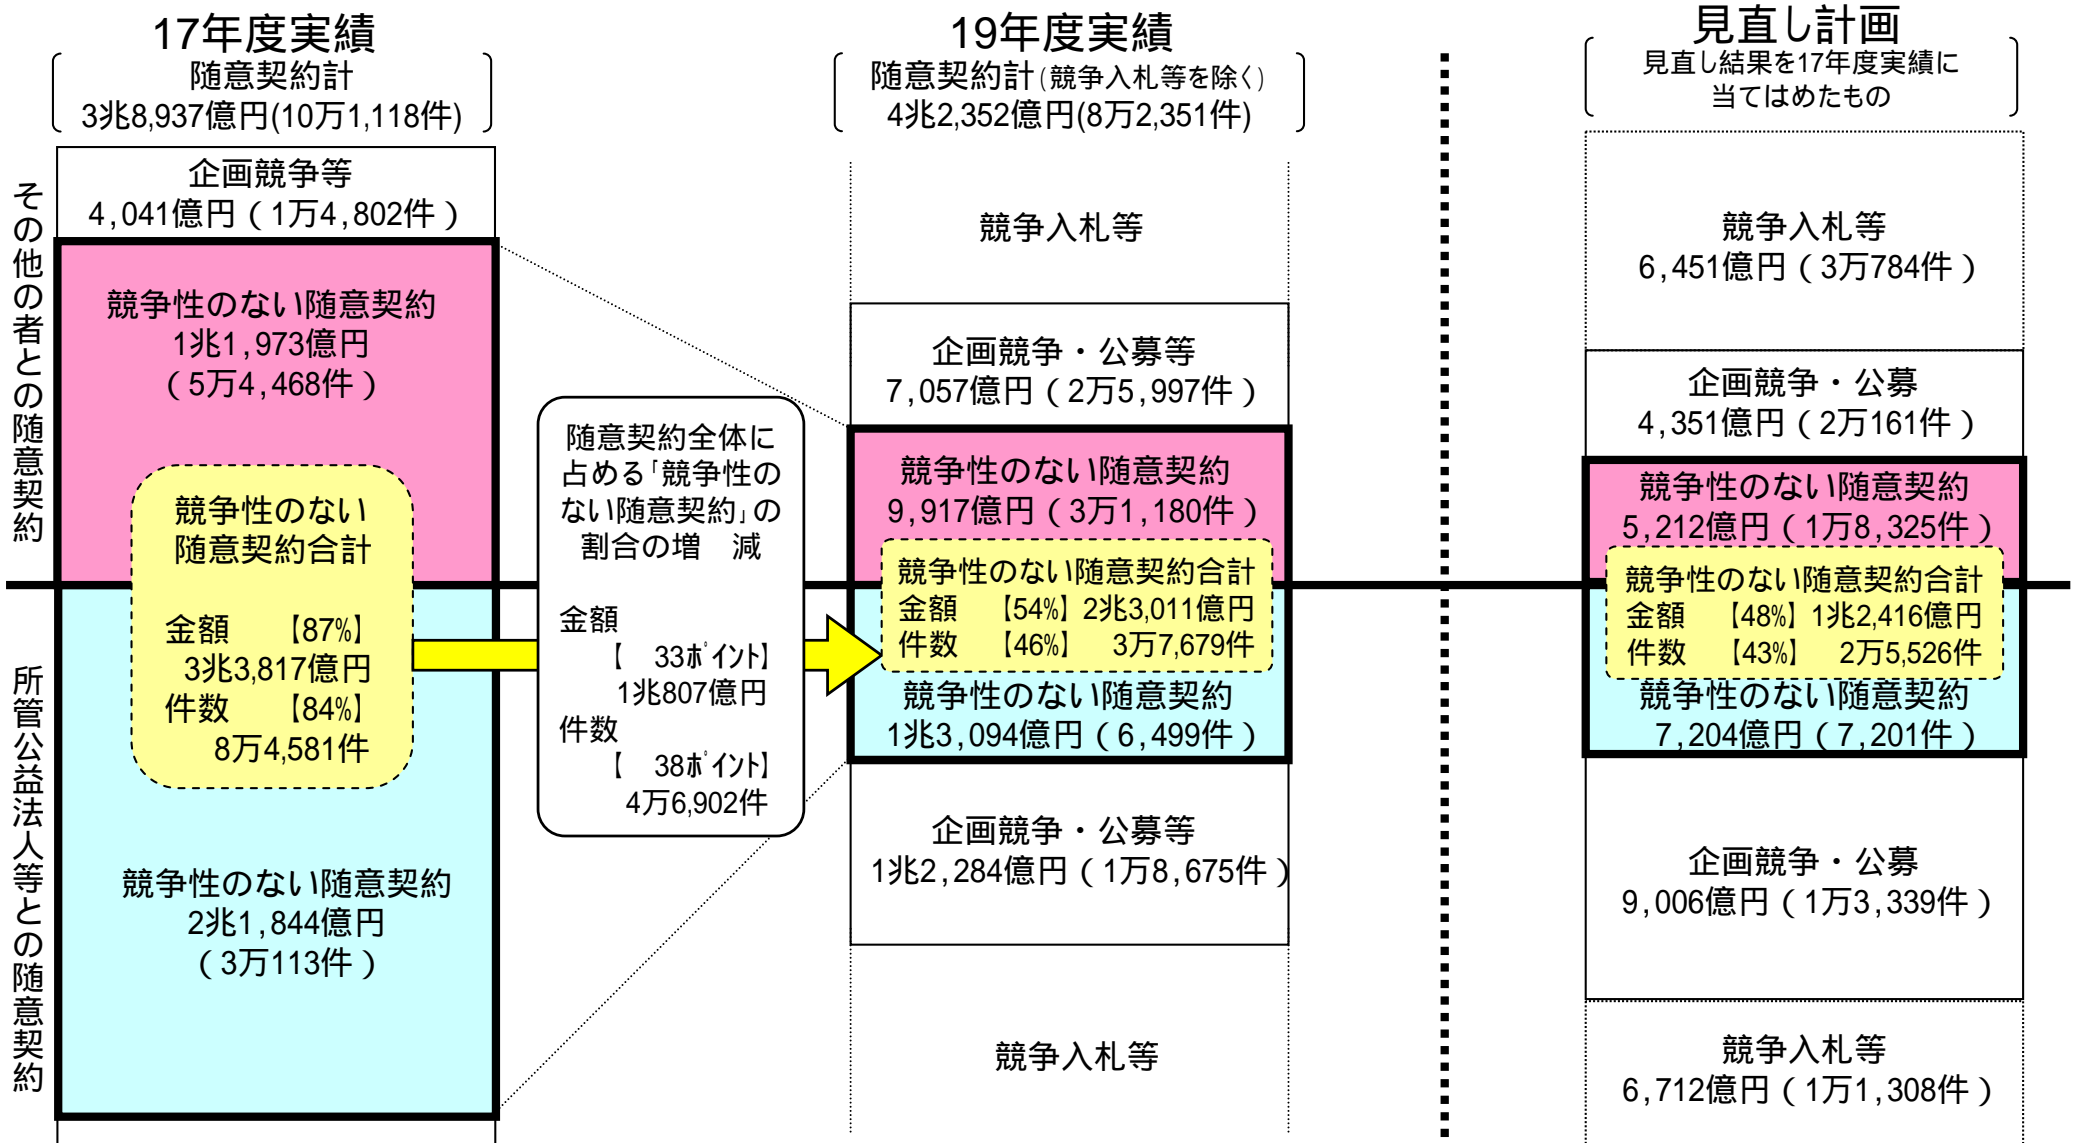 17年度実績
随意契約計
3兆8,937億円(10万1,118件)
企画競争等
4,041億円(1万4,802件)
その他の者との随意契約
競争性のない随意契約
1兆1,973億円
(5万4,468件)
競争性のない
随意契約合計
金額 【87%】
3兆3,817億円
件数 【84%】
8万4,581件
所管公益法人等との随意契約
競争性のない随意契約
2兆1,844億円
(3万113件)
随意契約全体に
占める「競争性の
ない随意契約」の
割合の増 減
金額
【 33ポイント】
1兆807億円
件数
【 38ポイント】
4万6,902件
19年度実績
随意契約計(競争入札等を除く)
4兆2,352億円(8万2,351件)
競争入札等
企画競争・公募等
7,057億円(2万5,997件)
競争性のない随意契約
9,917億円(3万1,180件)
競争性のない随意契約合計
金額 【54%】2兆3,011億円
件数 【46%】 3万7,679件
競争性のない随意契約
1兆3,094億円(6,499件)
企画競争・公募等
1兆2,284億円(1万8,675件)
競争入札等
見直し計画
見直し結果を17年度実績に
当てはめたもの
競争入札等
6,451億円(3万784件)
企画競争・公募
4,351億円(2万161件)
競争性のない随意契約
5,212億円(1万8,325件)
競争性のない随意契約合計
金額 【48%】1兆2,416億円
件数 【43%】 2万5,526件
競争性のない随意契約
7,204億円(7,201件)
企画競争・公募
9,006億円(1万3,339件)
競争入札等
6,712億円(1万1,308件)